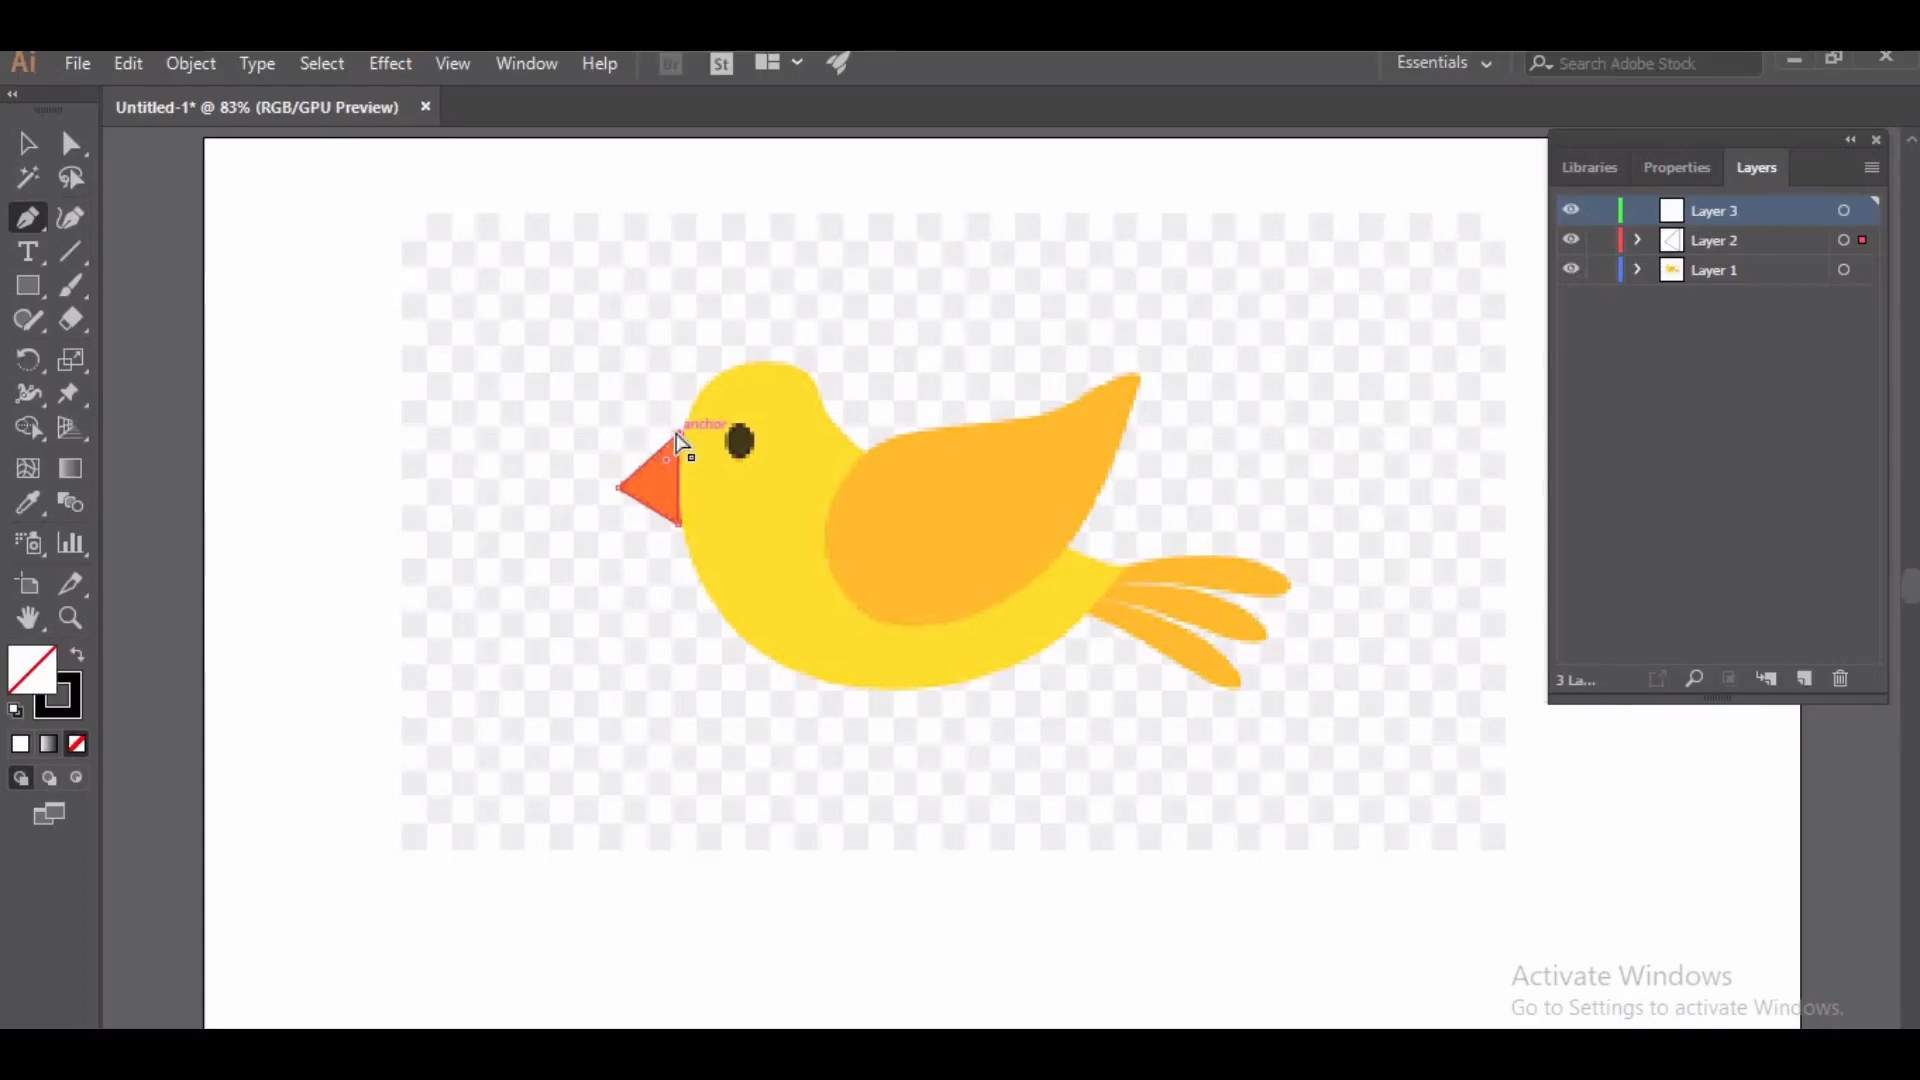 Ai File Edit Object Type Select Effect View Window Help Br St Essentials Search Adobe Stock
Untitled-1* @ 83% (RGB/GPU Preview)
Libraries Properties Layers
Layer 3
Layer 2
Layer 1
anchor
T
3 La...
Activate Windows
Go to Settings to activate Windows.